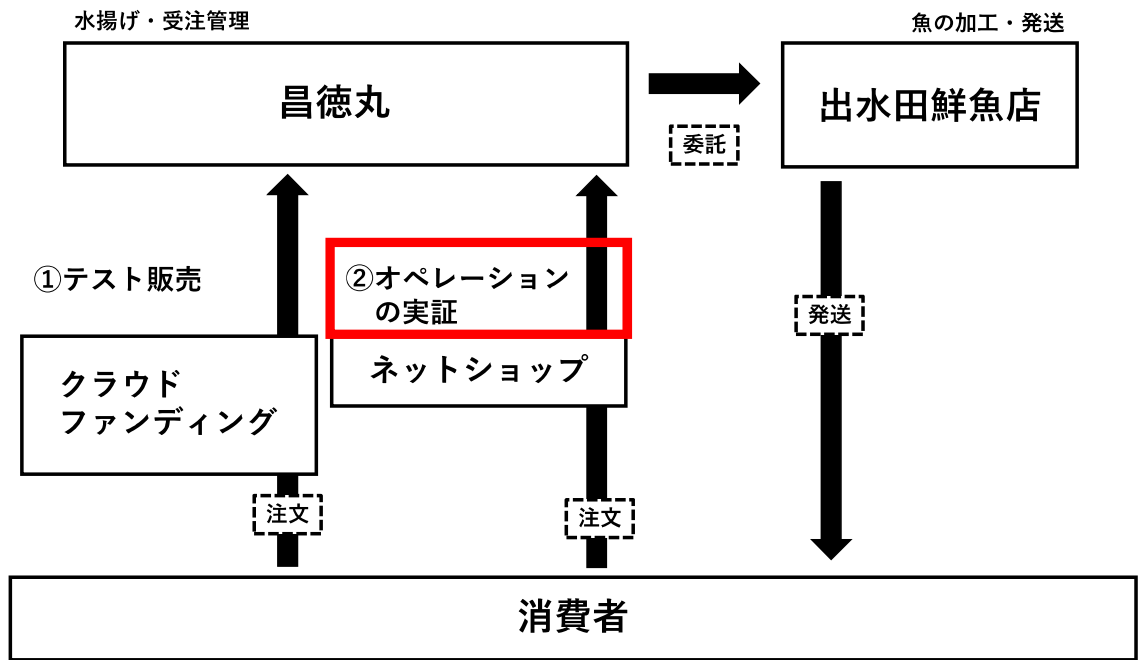 水揚げ・受注管理
魚の加工・発送
昌徳丸
出水田鮮魚店
委託
①テスト販売
②オペレーション
の実証
発送
クラウド
ファンディング
ネットショップ
注文
注文
消費者